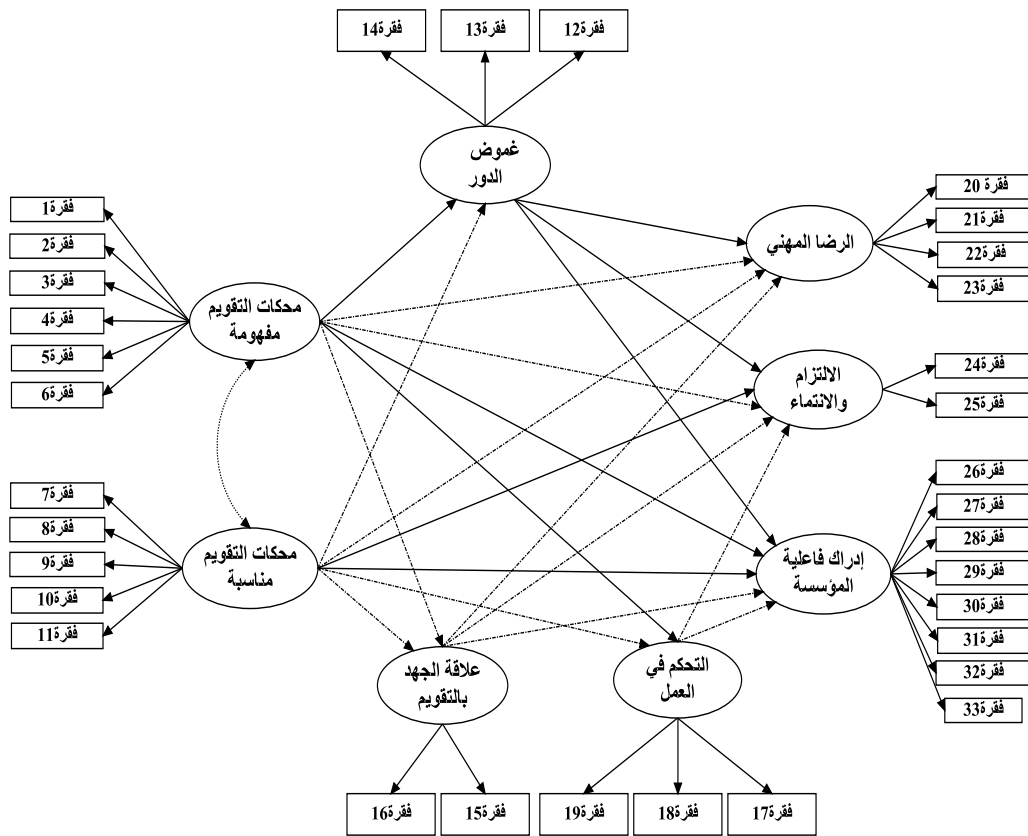 فقرة12
فقرة13
فقرة14
غموض
الدور
فقرة 20
فقرة21
فقرة22
فقرة23
الرضا المهني
فقرة1
فقرة2
فقرة3
فقرة4
فقرة5
فقرة6
محكات التقويم
مفهومة
الالتزام
والانتماء
فقرة24
فقرة25
فقرة26
فقرة27
فقرة28
فقرة29
فقرة30
فقرة31
فقرة32
فقرة33
إدراك فاعلية
المؤسسة
فقرة7
فقرة8
فقرة9
فقرة10
فقرة11
محكات التقويم
مناسبة
التحكم في
العمل
علاقة الجهد
بالتقويم
فقرة17
فقرة18
فقرة19
فقرة15
فقرة16